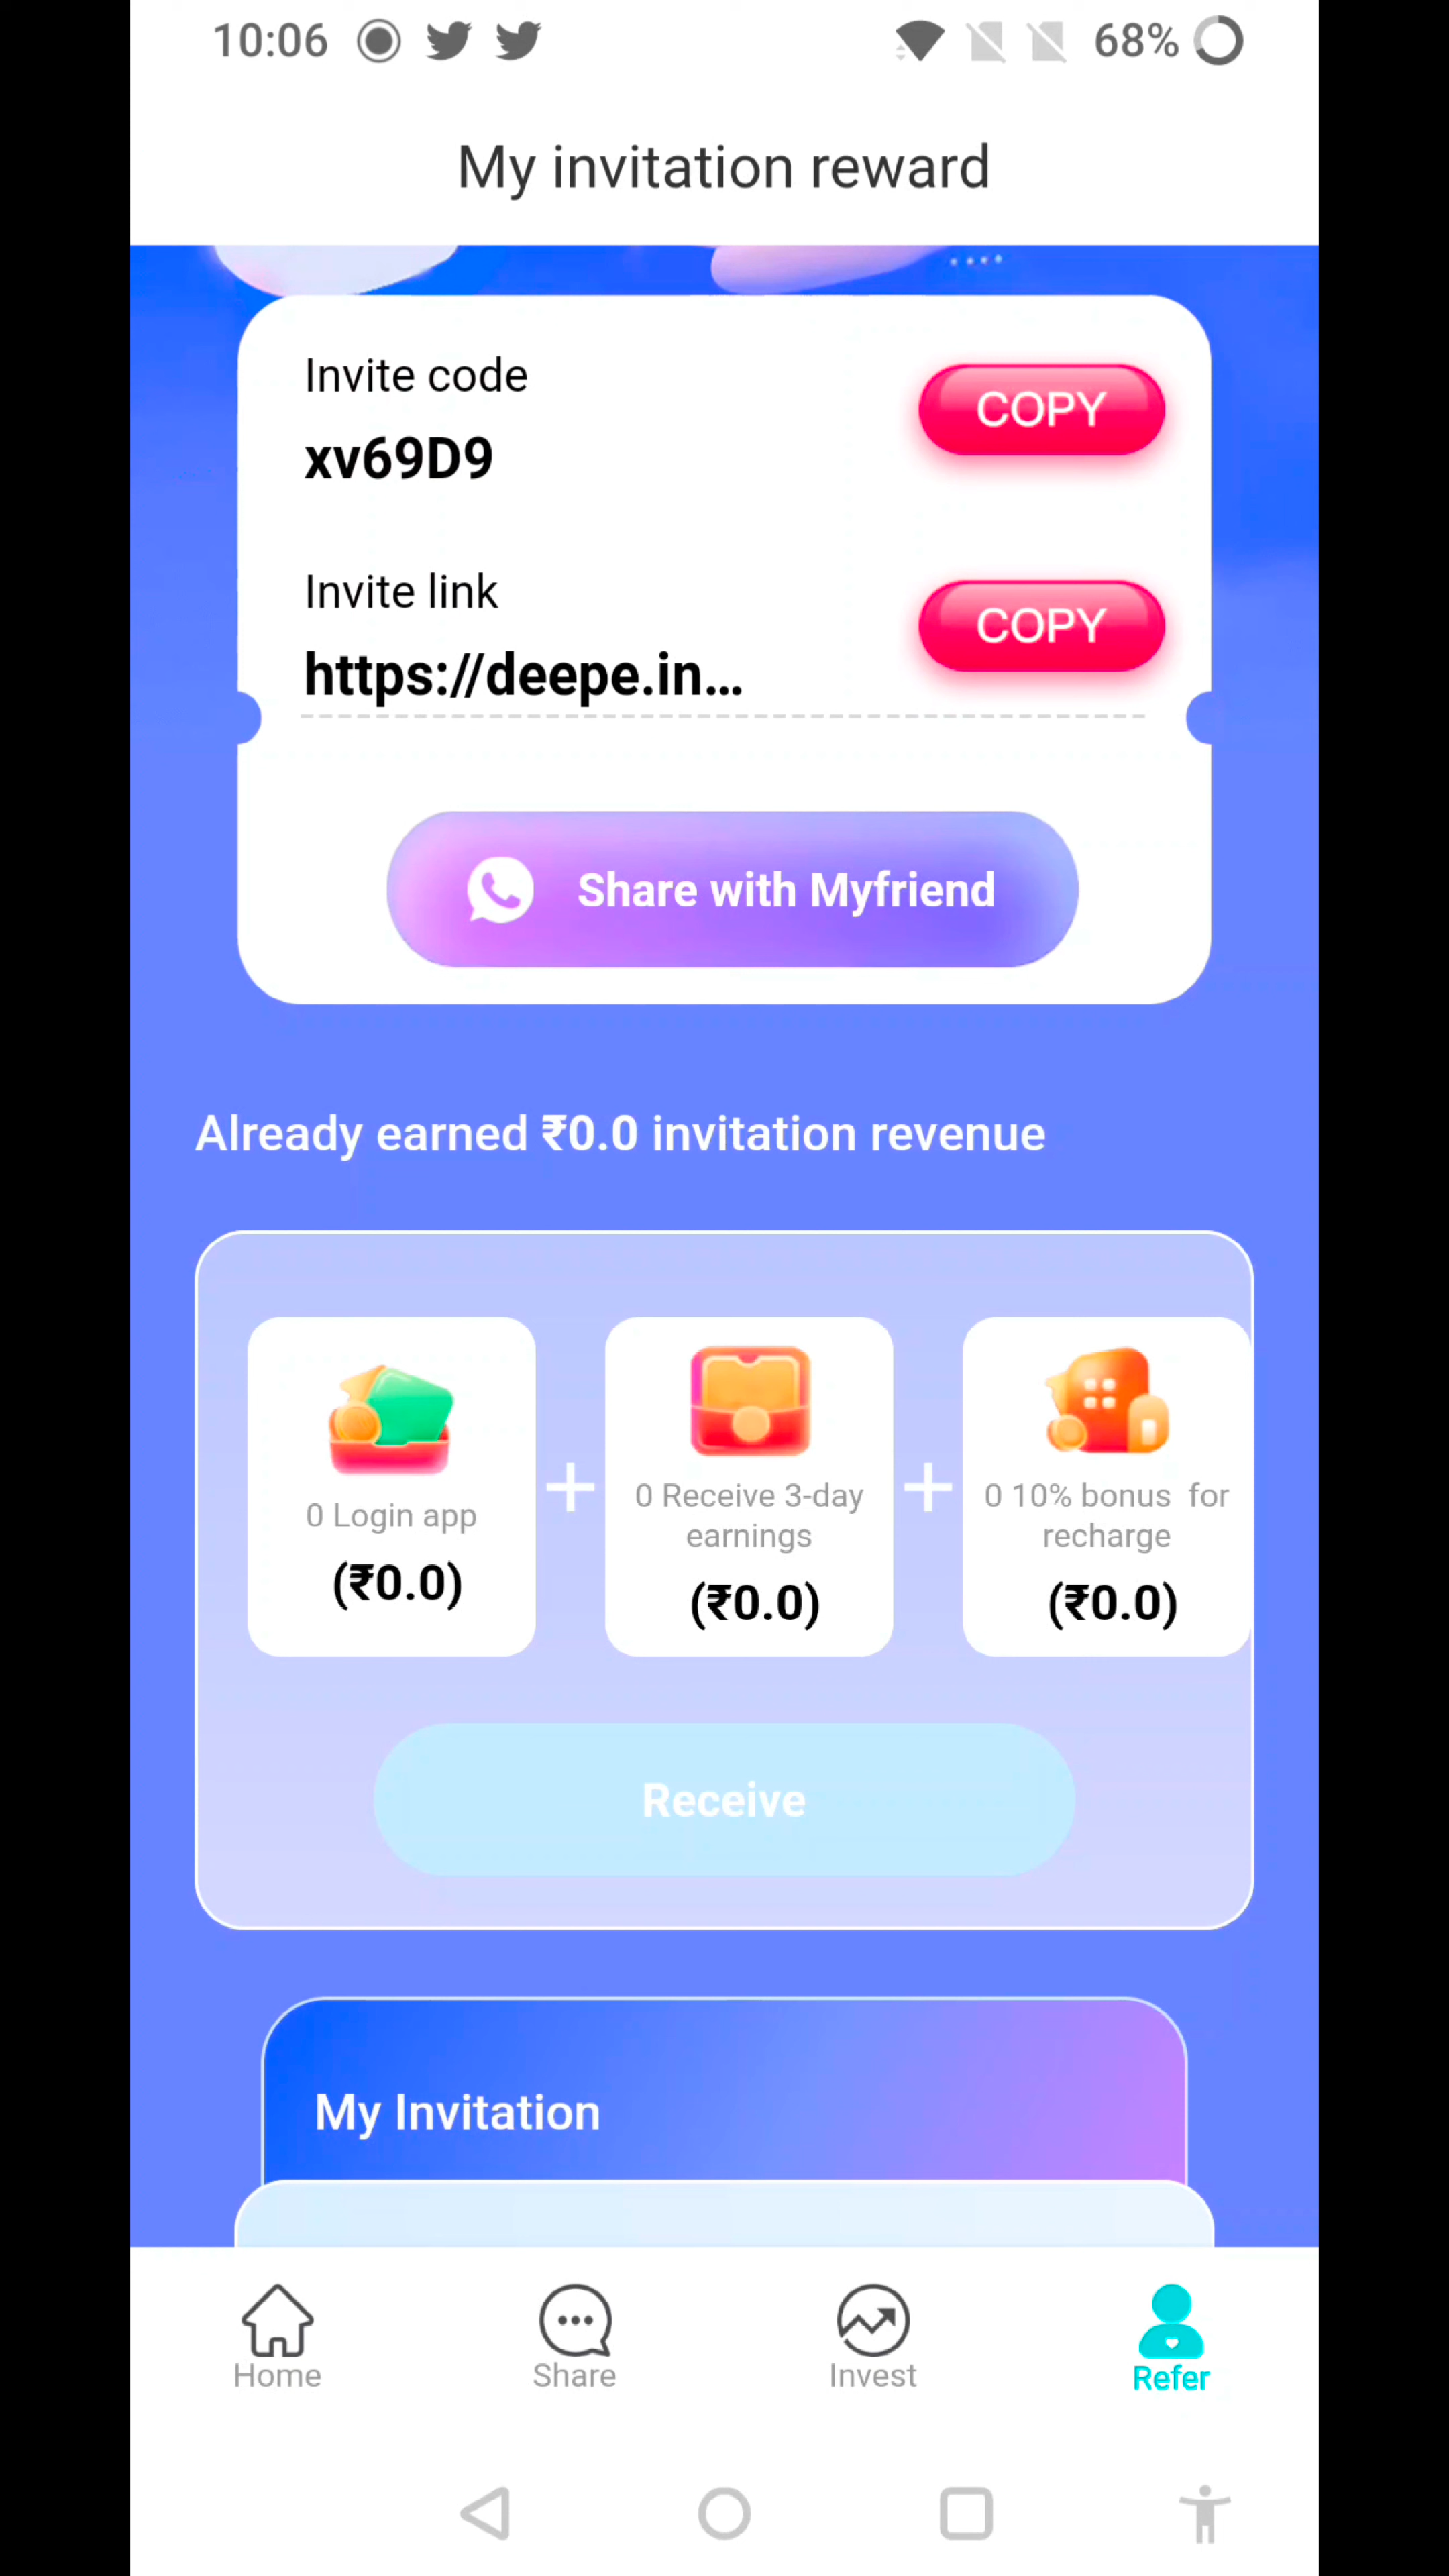 10:06
68%
My invitation reward
Invite code
COPY
xv69D9
Invite link
COPY
https://deepe.in...
Share with Myfriend
Already earned ₹0.0 invitation revenue
0 Login app
(₹0.0)
+
0 Receive 3-day
earnings
(₹0.0)
+
0 10% bonus for
recharge
(₹0.0)
Receive
My Invitation
Home
Share
Invest
Refer